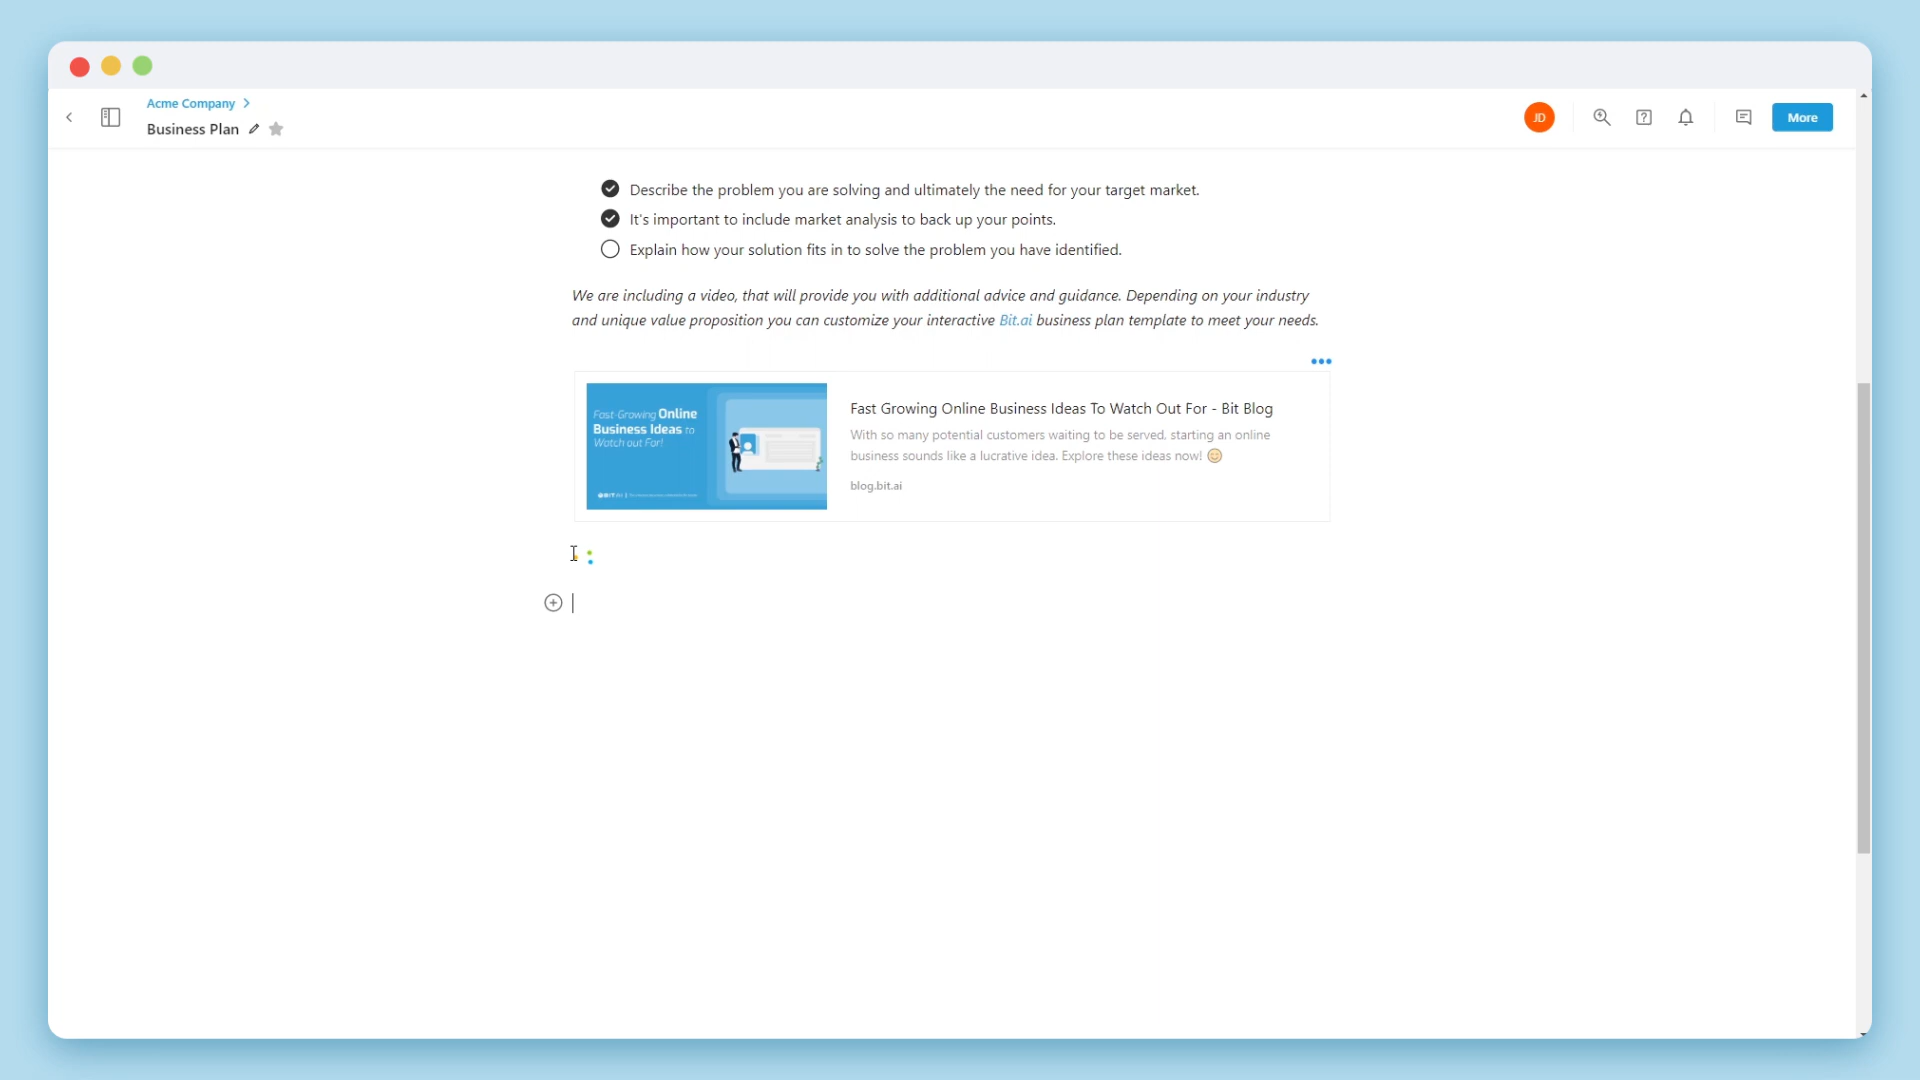 Acme Company
Business Plan
JD
More
Describe the problem you are solving and ultimately the need for your target market.
It's important to include market analysis to back up your points.
Explain how your solution fits in to solve the problem you have identified.
We are including a video, that will provide you with additional advice and guidance. Depending on your industry
and unique value proposition you can customize your interactive Bit.ai business plan template to meet your needs.
Fast-Growing Online
Business Ideas to
Watch out For!
Fast Growing Online Business Ideas To Watch Out For - Bit Blog
With so many potential customers waiting to be served, starting an online
business sounds like a lucrative idea. Explore these ideas now! 😊
blog.bit.ai